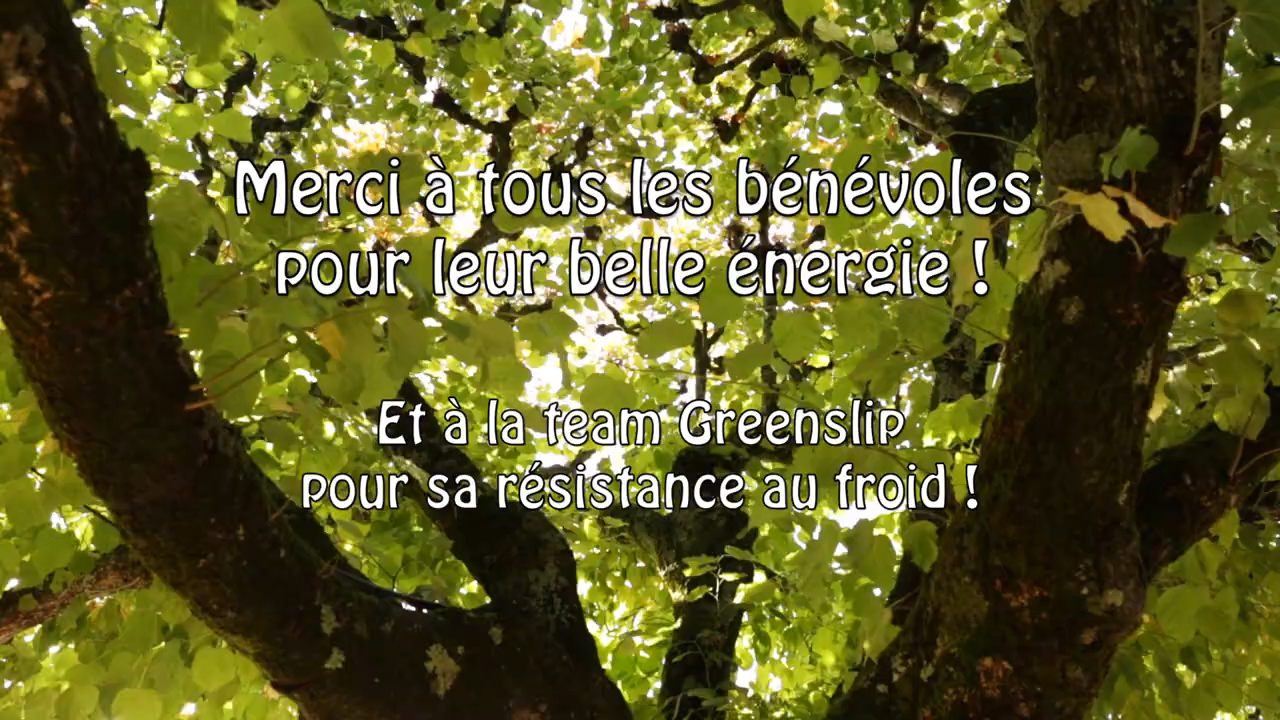 Merci à tous les bénévoles
pour leur belle énergie !
Et à la team Greenslip
pour sa résistance au froid !